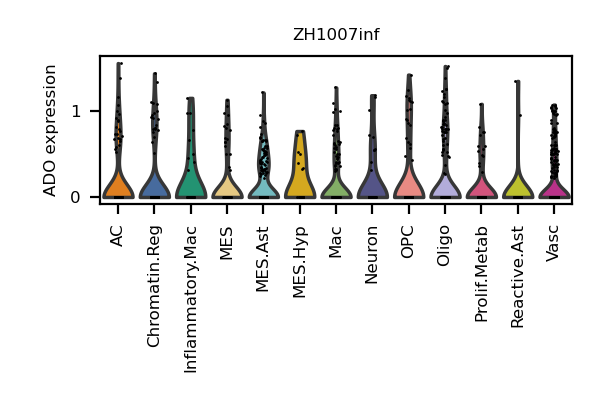 ZH1007inf
ADO expression
1
0
AC
Chromatin.Reg
Inflammatory.Mac
MES
MES.Ast
MES.Hyp
Mac
Neuron
OPC
Oligo
Prolif.Metab
Reactive.Ast
Vasc